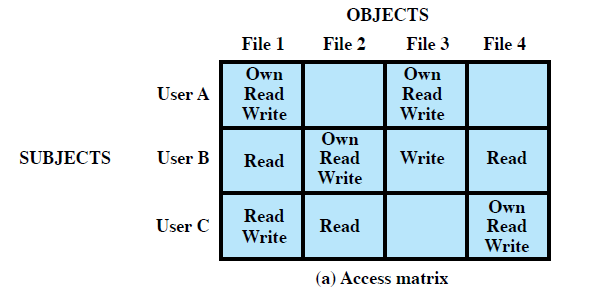 OBJECTS
File 1 File 2 File 3 File 4
User A
Own
Read
Write
Own
Read
Write
SUBJECTS
User B
Read
Own
Read
Write
Write
Read
User C
Read
Write
Read
Own
Read
Write
(a) Access matrix